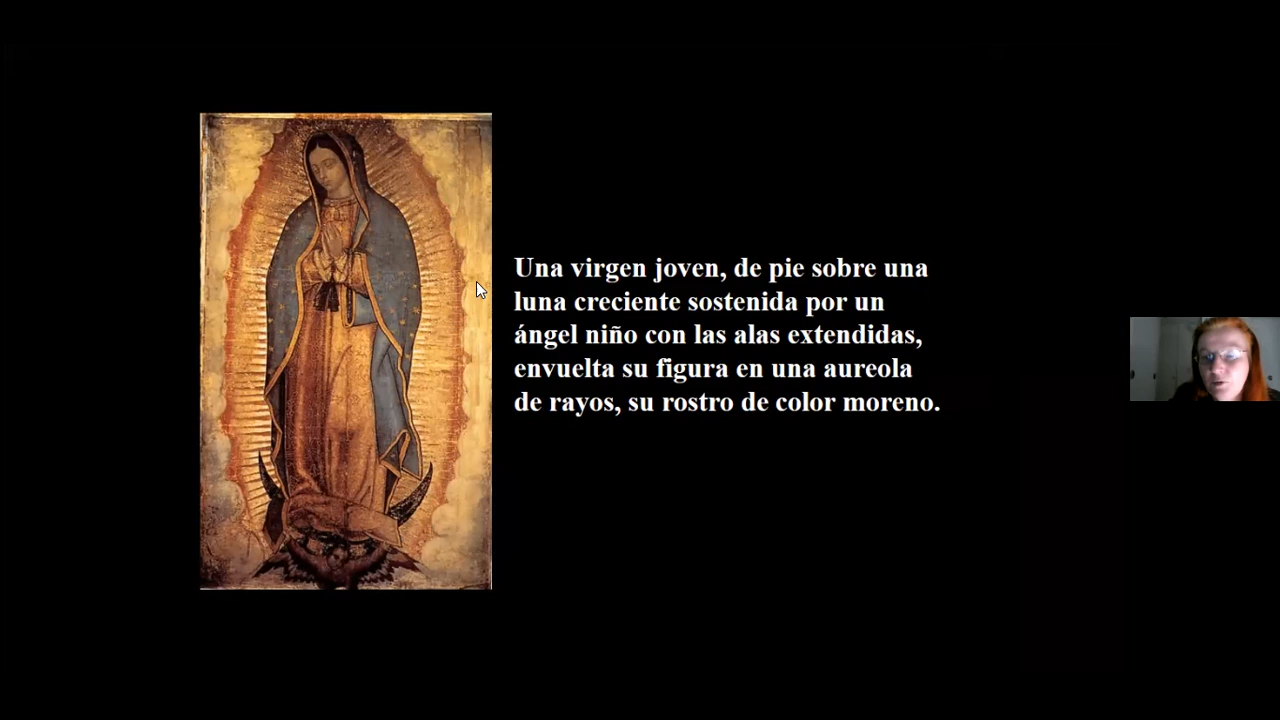 Una virgen joven, de pie sobre una
luna creciente sostenida por un
ángel niño con las alas extendidas,
envuelta su figura en una aureola
de rayos, su rostro de color moreno.